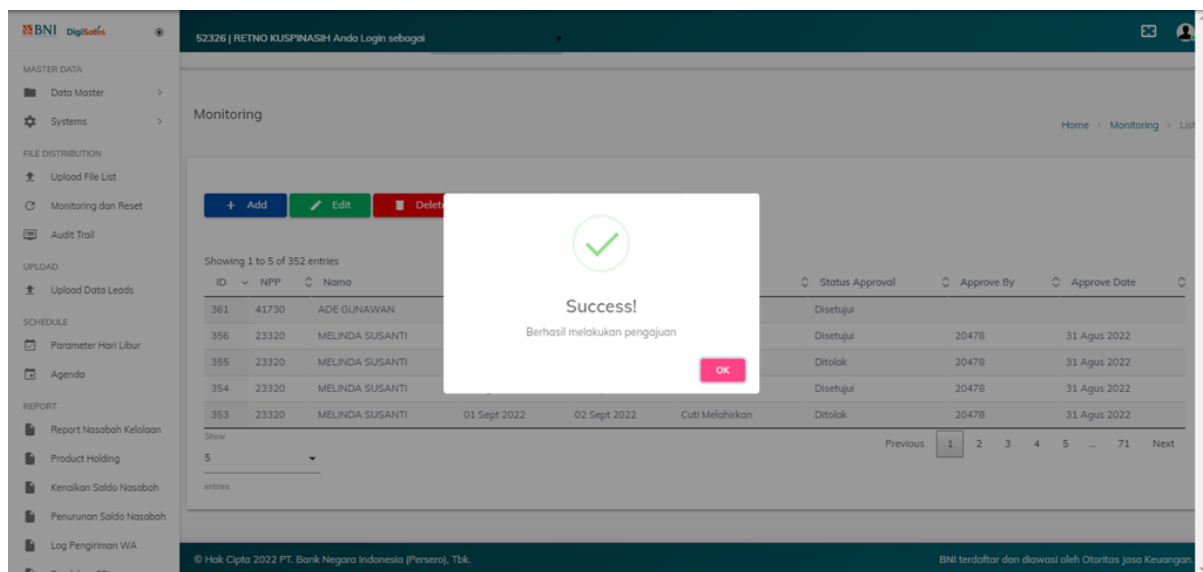 BNI DigiSales
52326 | RETNO KUSPINASIH Anda Login sebagai
MASTER DATA
Data Master
Systems
FILE DISTRIBUTION
Upload File List
Monitoring dan Reset
Audit Trail
UPLOAD
Upload Data Leads
SCHEDULE
Parameter Hari Libur
Agenda
REPORT
Report Nasabah Kelolaan
Product Holding
Kenaikan Saldo Nasabah
Penurunan Saldo Nasabah
Log Pengiriman WA
Monitoring
Home > Monitoring > List
+ Add Edit Delete
Showing 1 to 5 of 352 entries
ID NPP Nama Status Approval Approve By Approve Date
361 41730 ADE GUNAWAN Disetujui
356 23320 MELINDA SUSANTI Disetujui 20478 31 Agus 2022
355 23320 MELINDA SUSANTI Ditolak 20478 31 Agus 2022
354 23320 MELINDA SUSANTI Disetujui 20478 31 Agus 2022
353 23320 MELINDA SUSANTI 01 Sept 2022 02 Sept 2022 Cuti Melahirkan Ditolak 20478 31 Agus 2022
Show
5
entries
Previous 1 2 3 4 5 ... 71 Next
Success!
Berhasil melakukan pengajuan
OK
© Hak Cipta 2022 PT. Bank Negara Indonesia (Persero), Tbk.
BNI terdaftar dan diawasi oleh Otoritas Jasa Keuangan.